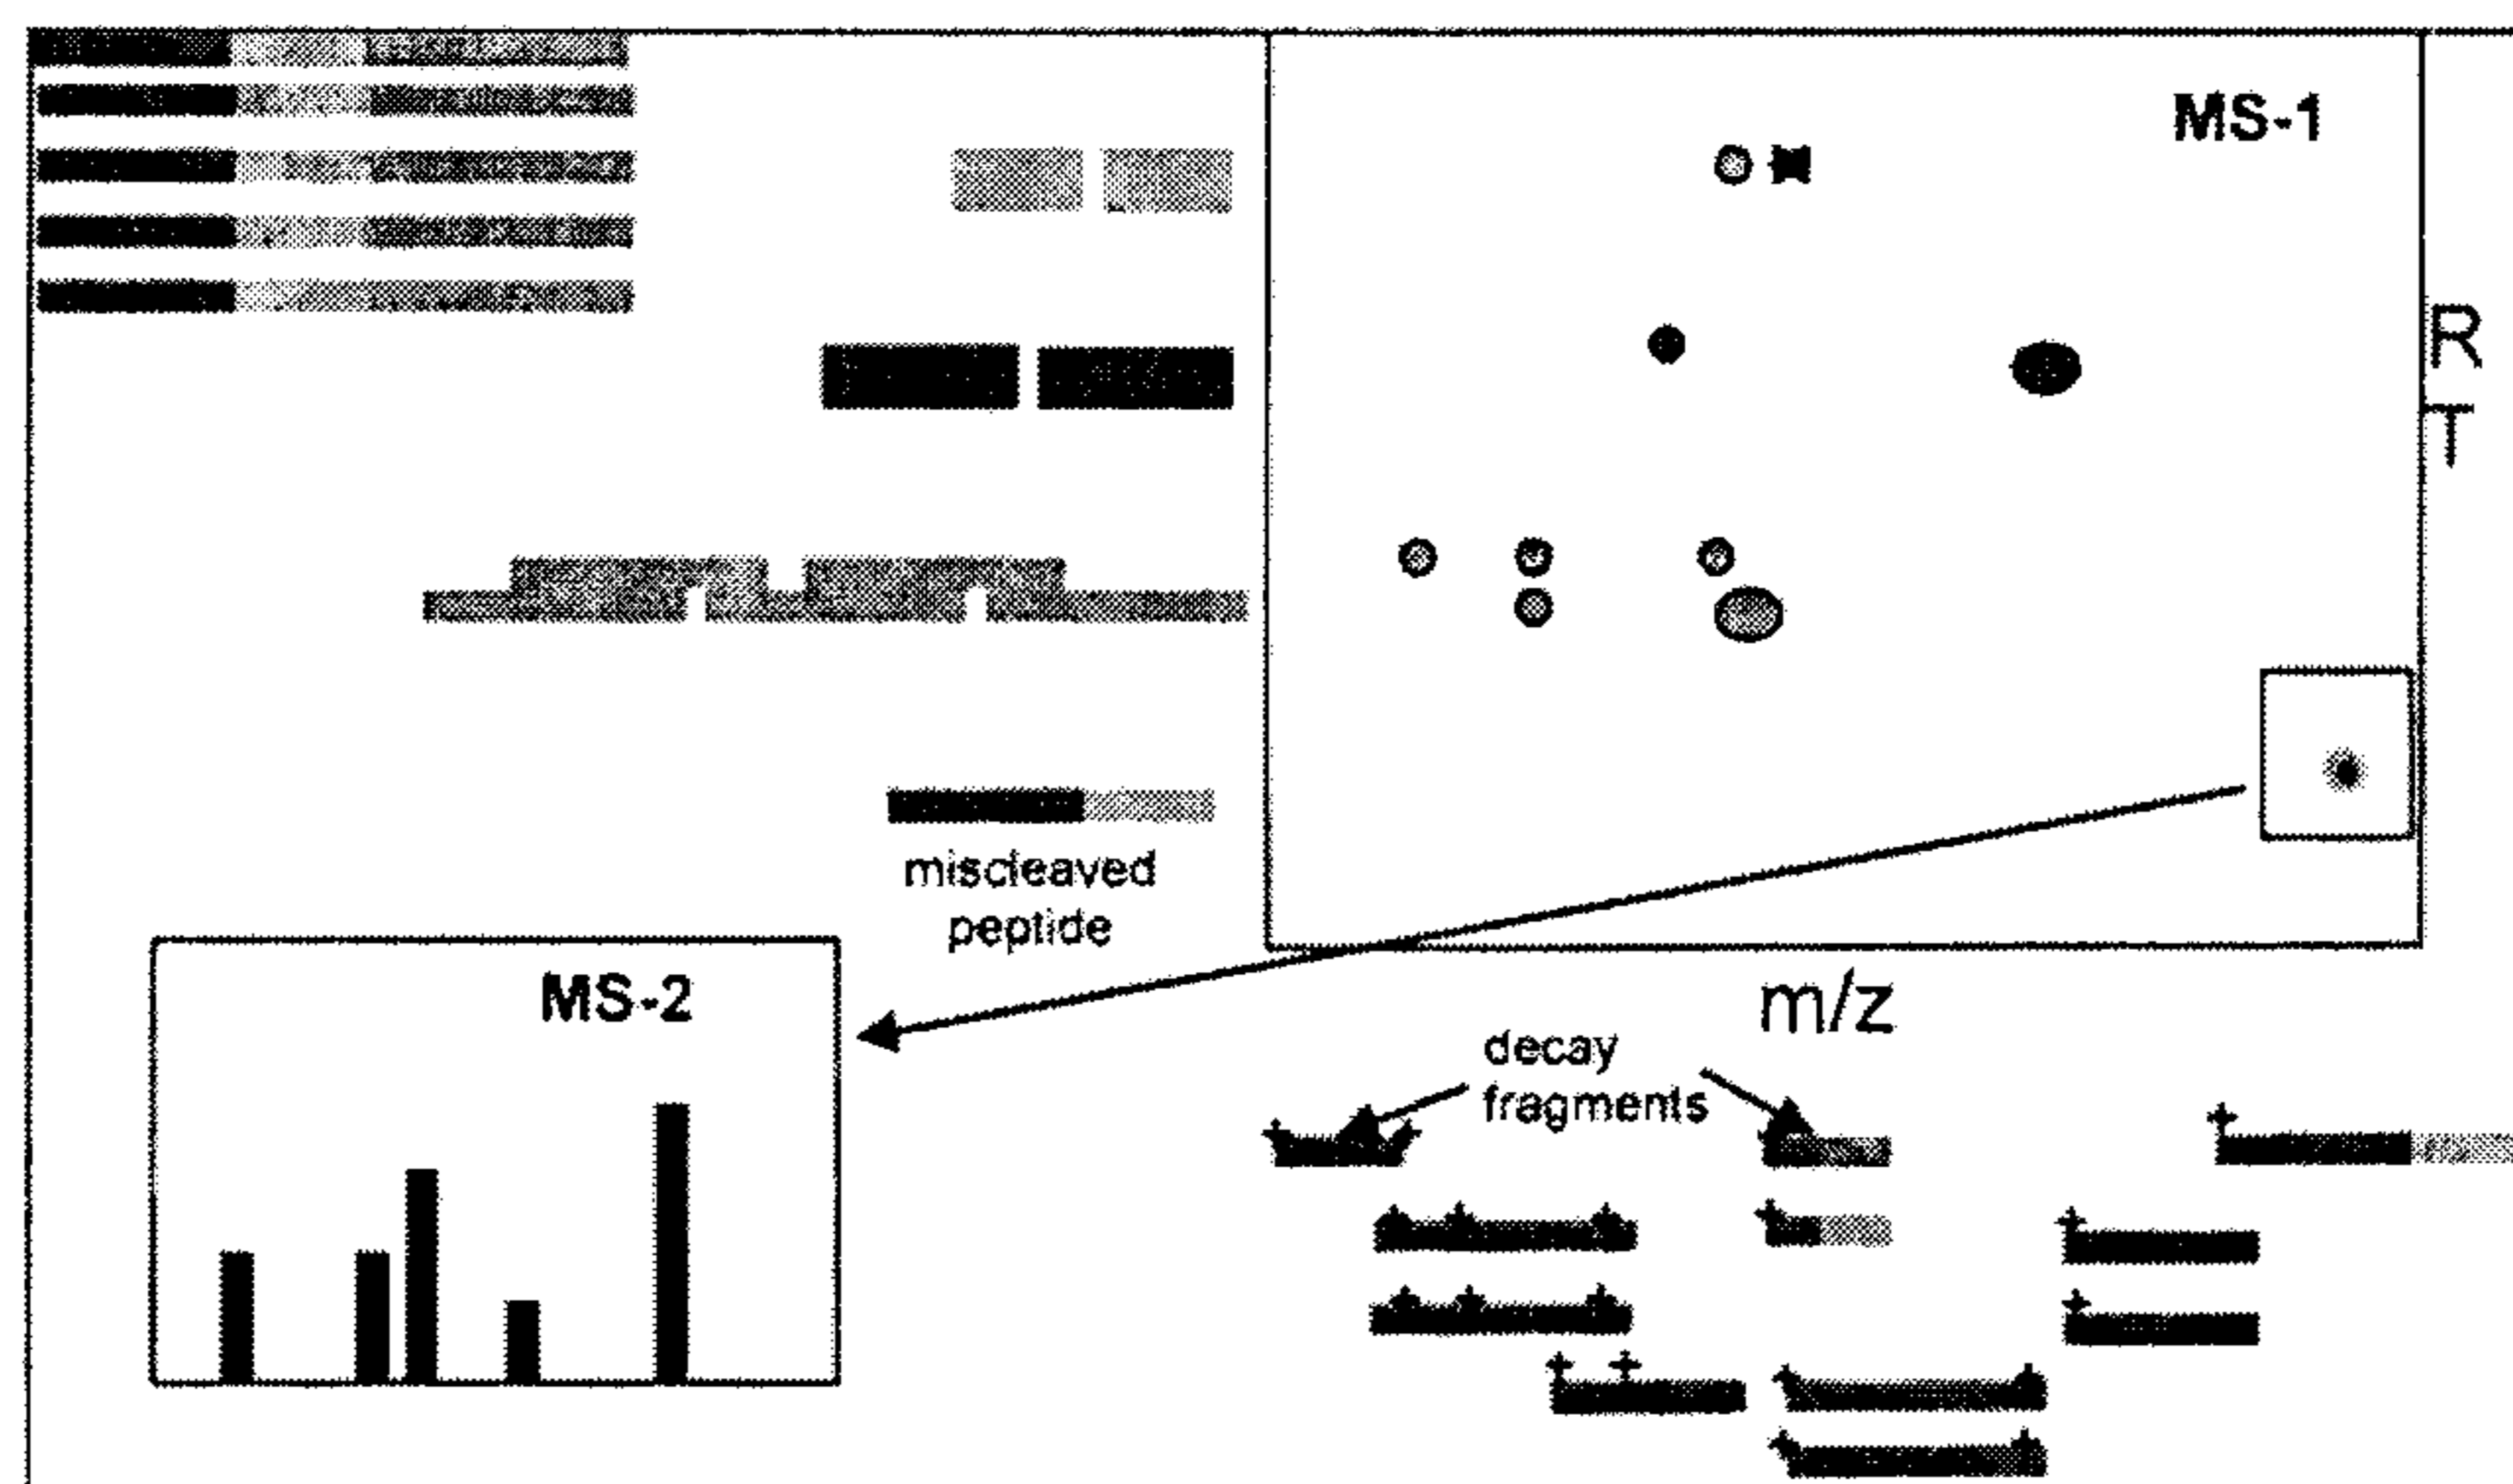 MS-1
R
T
miscleaved
peptide
MS-2
m/z
decay
fragments